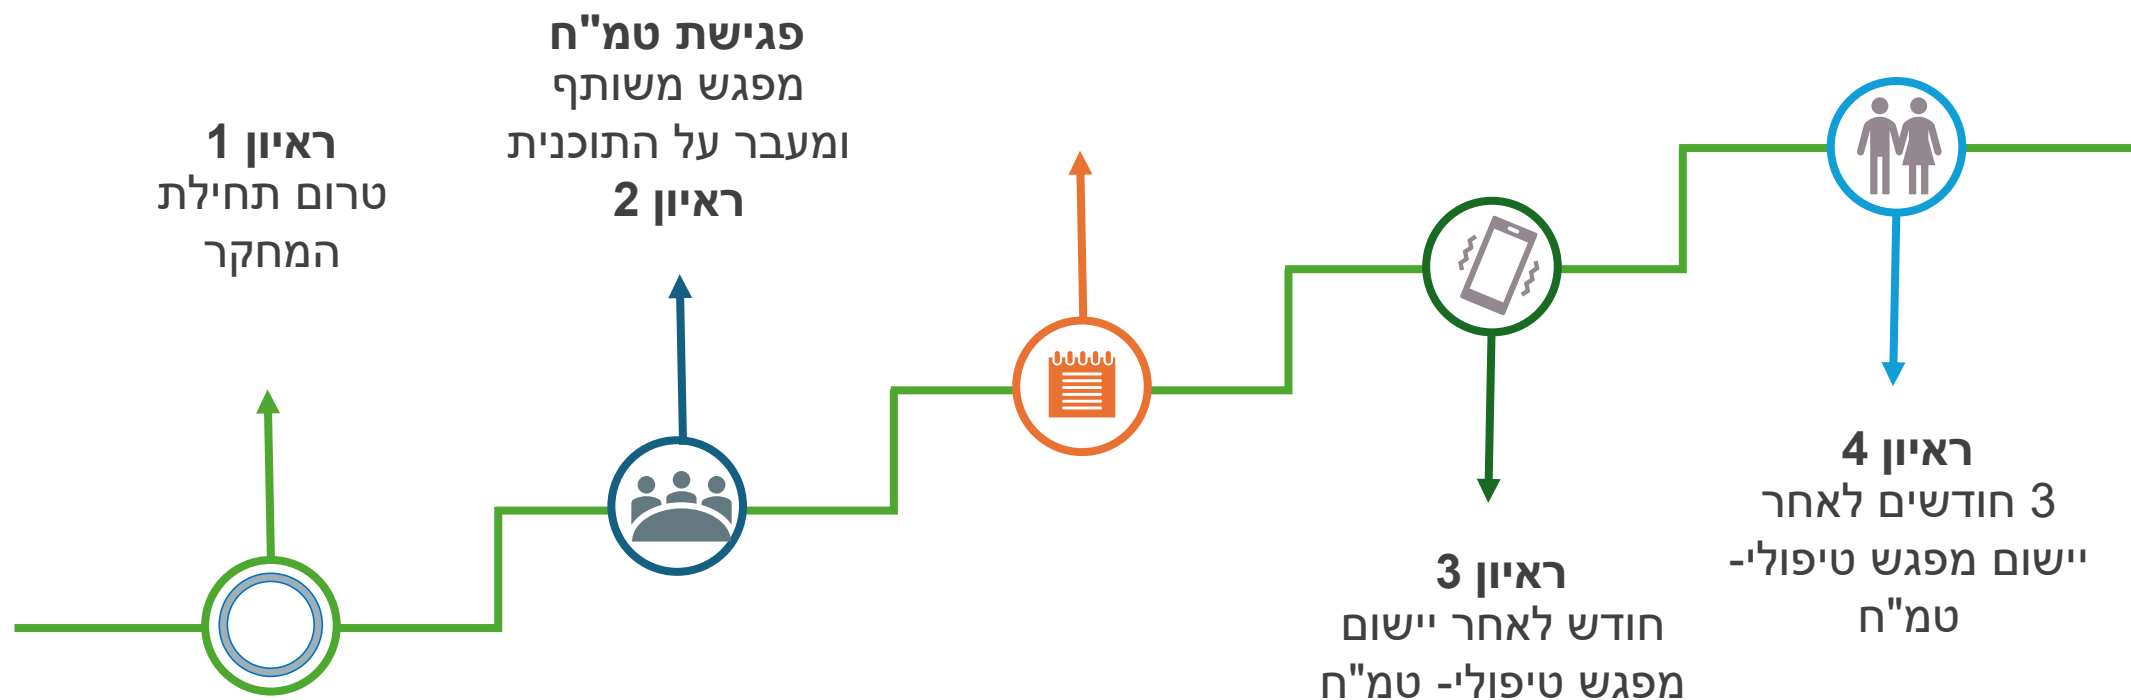 ראיון 1
טרום תחילת
המחקר
פגישת טמ"ח
מפגש משותף
ומעבר על התוכנית
ראיון 2
ראיון 3
חודש לאחר יישום
מפגש טיפולי- טמ"ח
ראיון 4
3 חודשים לאחר
יישום מפגש טיפולי-
טמ"ח